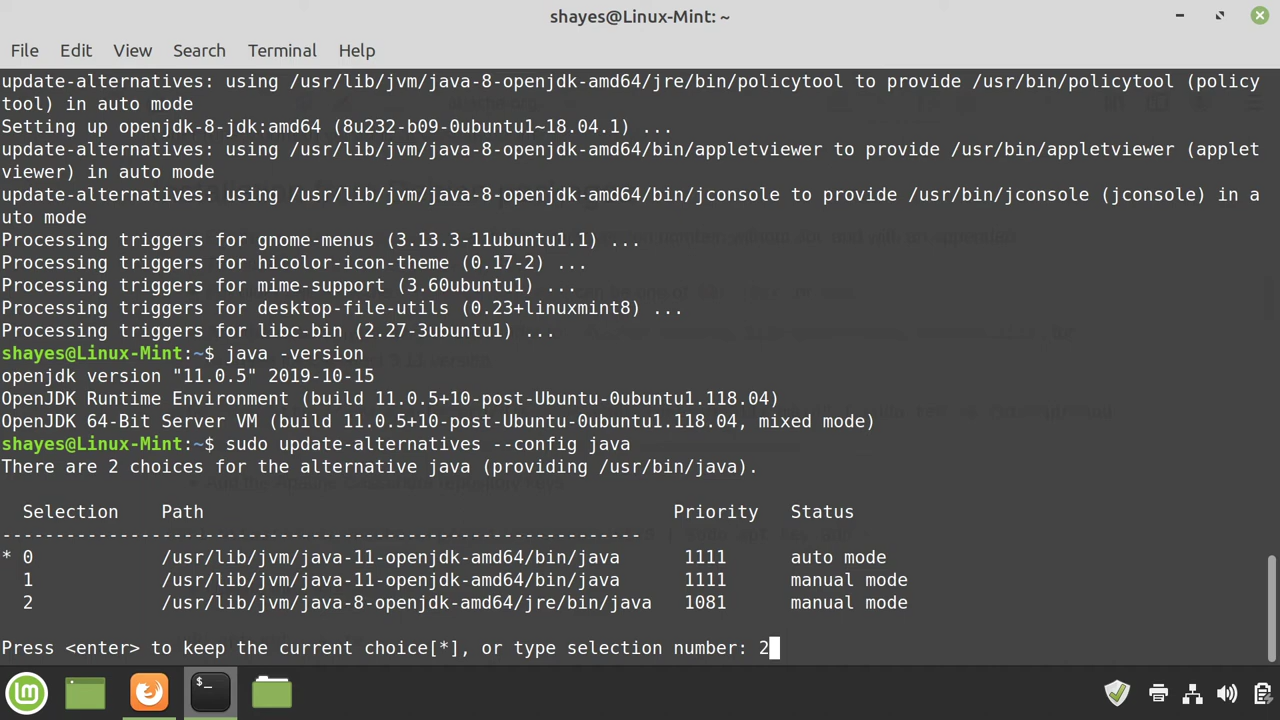 shayes@Linux-Mint: ~
File Edit View Search Terminal Help
update-alternatives: using /usr/lib/jvm/java-8-openjdk-amd64/jre/bin/policytool to provide /usr/bin/policytool (policy
tool) in auto mode
Setting up openjdk-8-jdk:amd64 (8u232-b09-0ubuntu1~18.04.1) ...
update-alternatives: using /usr/lib/jvm/java-8-openjdk-amd64/bin/appletviewer to provide /usr/bin/appletviewer (applet
viewer) in auto mode
update-alternatives: using /usr/lib/jvm/java-8-openjdk-amd64/bin/jconsole to provide /usr/bin/jconsole (jconsole) in a
uto mode
Processing triggers for gnome-menus (3.13.3-11ubuntu1.1) ...
Processing triggers for hicolor-icon-theme (0.17-2) ...
Processing triggers for mime-support (3.60ubuntu1) ...
Processing triggers for desktop-file-utils (0.23+linuxmint8) ...
Processing triggers for libc-bin (2.27-3ubuntu1) ...
shayes@Linux-Mint:~$ java -version
openjdk version "11.0.5" 2019-10-15
OpenJDK Runtime Environment (build 11.0.5+10-post-Ubuntu-0ubuntu1.118.04)
OpenJDK 64-Bit Server VM (build 11.0.5+10-post-Ubuntu-0ubuntu1.118.04, mixed mode)
shayes@Linux-Mint:~$ sudo update-alternatives --config java
There are 2 choices for the alternative java (providing /usr/bin/java).
Selection Path Priority Status
------------------------------------------------------------
* 0 /usr/lib/jvm/java-11-openjdk-amd64/bin/java 1111 auto mode
1 /usr/lib/jvm/java-11-openjdk-amd64/bin/java 1111 manual mode
2 /usr/lib/jvm/java-8-openjdk-amd64/jre/bin/java 1081 manual mode
Press <enter> to keep the current choice[*], or type selection number: 2